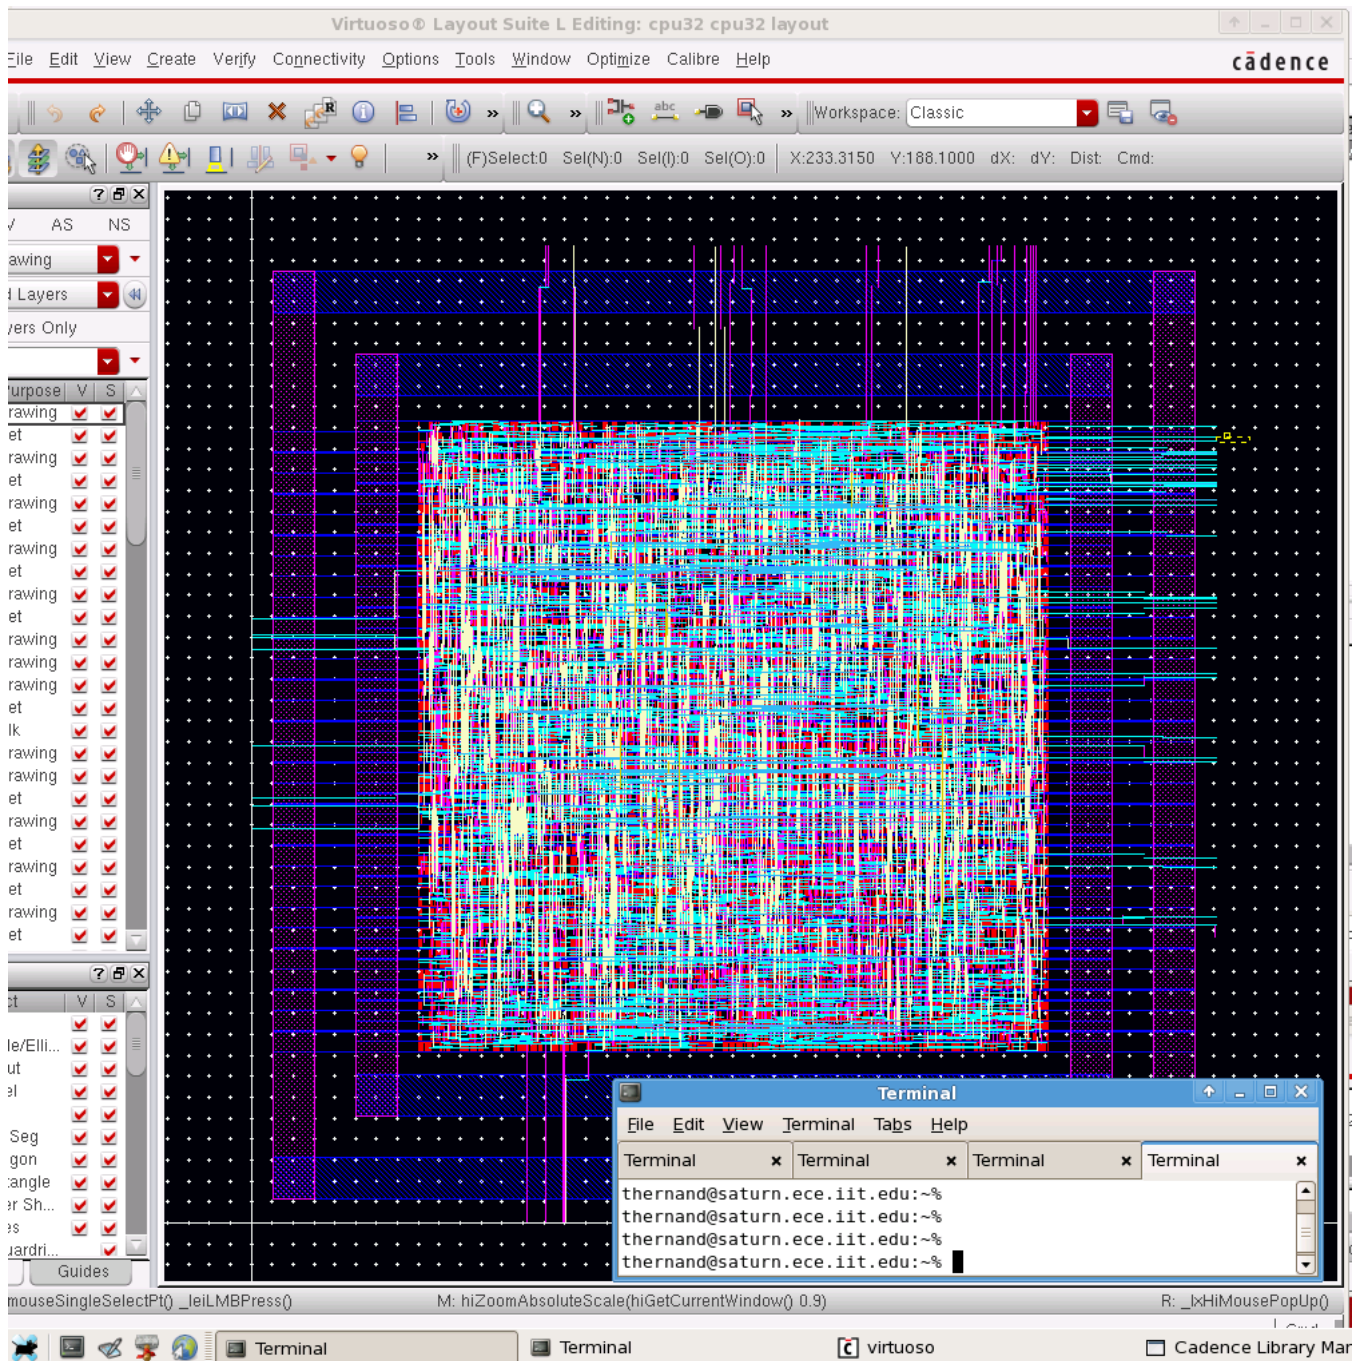 Virtuoso® Layout Suite L Editing: cpu32 cpu32 layout
File Edit View Create Verify Connectivity Options Tools Window Optimize Calibre Help cādence
R abc Workspace: Classic
(F)Select:0 Sel(N):0 Sel(I):0 Sel(O):0 X:233.3150 Y:188.1000 dX: dY: Dist: Cmd:
AS NS
awing
Layers
yers Only
urpose V S
rawing
et
rawing
et
rawing
et
rawing
et
rawing
et
rawing
rawing
rawing
et
lk
rawing
rawing
et
rawing
et
rawing
et
rawing
et
ct V S
le/Elli...
ut
el
Seg
gon
tangle
er Sh...
es
uardri...
Guides
Terminal
File Edit View Terminal Tabs Help
Terminal Terminal Terminal Terminal
thernand@saturn.ece.iit.edu:~%
thernand@saturn.ece.iit.edu:~%
thernand@saturn.ece.iit.edu:~%
thernand@saturn.ece.iit.edu:~%
mouseSingleSelectPt() _leiLMBPress() M: hiZoomAbsoluteScale(hiGetCurrentWindow() 0.9) R: _lxHiMousePopUp()
Terminal Terminal virtuoso Cadence Library Mar